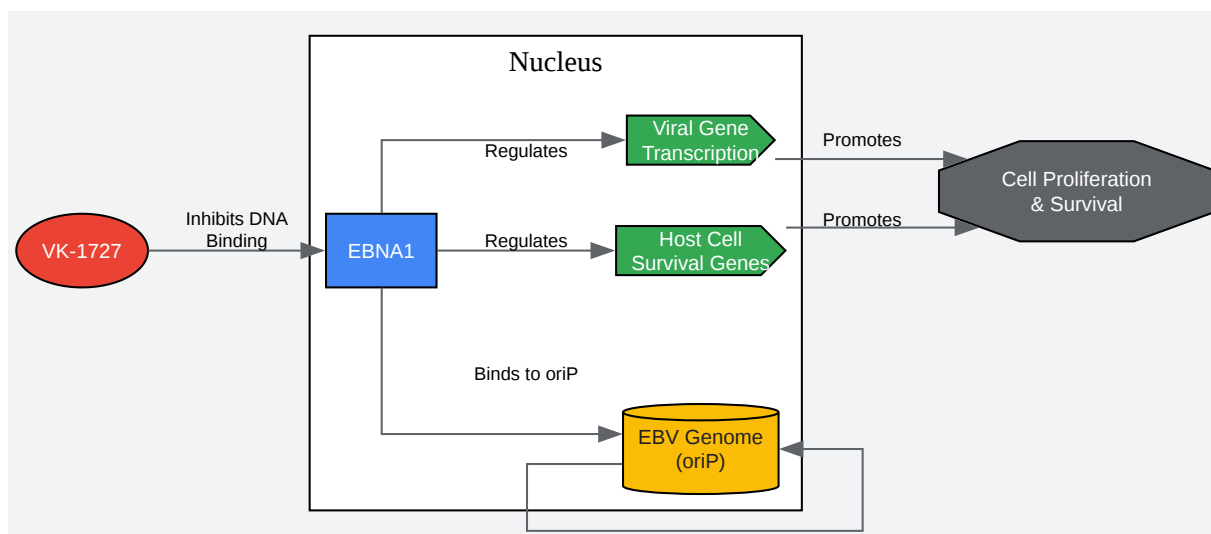 Nucleus
Viral Gene
Transcription
Regulates
Promotes
Cell Proliferation
& Survival
Inhibits DNA
Binding
VK-1727
EBNA1
Regulates
Host Cell
Survival Genes
Promotes
Binds to oriP
EBV Genome
(oriP)